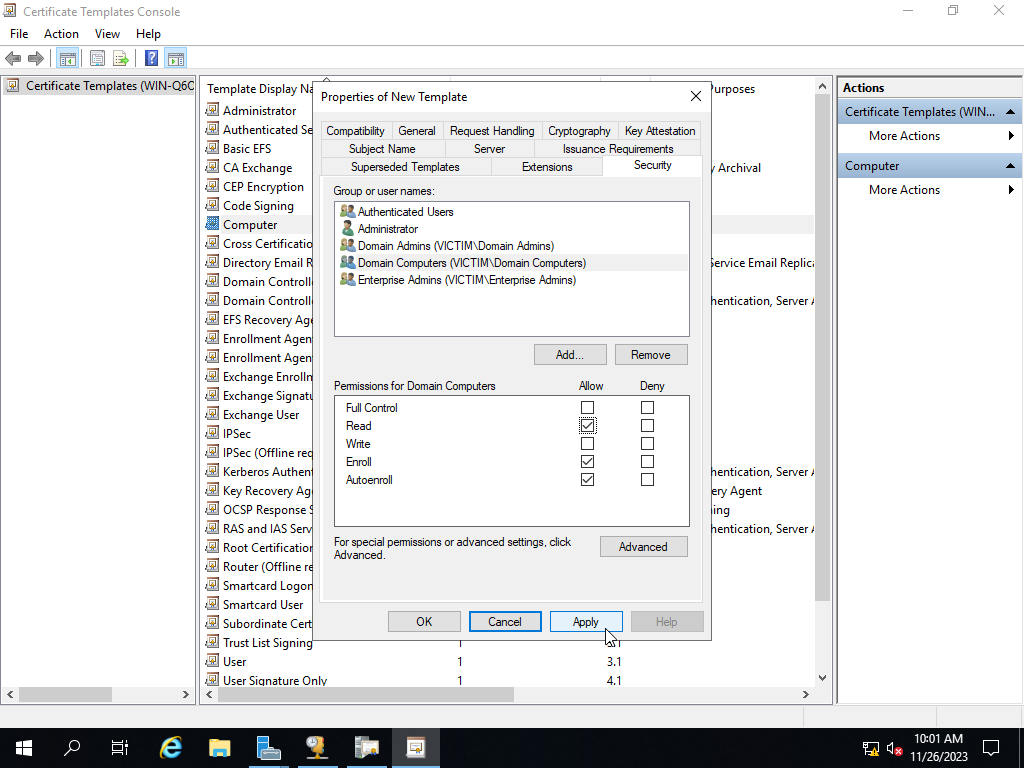 Certificate Templates Console
File Action View Help
Certificate Templates (WIN-Q6C
Template Display Na
urposes
Administrator
Authenticated Se
Basic EFS
CA Exchange
y Archival
CEP Encryption
Code Signing
Computer
Cross Certificatio
Directory Email R
Service Email Replica
Domain Controll
Domain Controll
hentication, Server A
EFS Recovery Age
Enrollment Agen
Enrollment Agen
Exchange Enrolln
Exchange Signatu
Exchange User
IPSec
IPSec (Offline req
Kerberos Authent
hentication, Server A
Key Recovery Ag
ery Agent
OCSP Response S
ning
RAS and IAS Serv
hentication, Server A
Root Certification
Router (Offline re
Smartcard Logon
Smartcard User
Subordinate Cert
Trust List Signing
User 1 3.1
User Signature Only 1 4.1
Properties of New Template
Compatibility General Request Handling Cryptography Key Attestation
Subject Name Server Issuance Requirements
Superseded Templates Extensions Security
Group or user names:
Authenticated Users
Administrator
Domain Admins (VICTIM\Domain Admins)
Domain Computers (VICTIM\Domain Computers)
Enterprise Admins (VICTIM\Enterprise Admins)
Add... Remove
Permissions for Domain Computers Allow Deny
Full Control
Read
Write
Enroll
Autoenroll
For special permissions or advanced settings, click
Advanced.
Advanced
OK Cancel Apply Help
Actions
Certificate Templates (WIN...
More Actions
Computer
More Actions
10:01 AM
11/26/2023